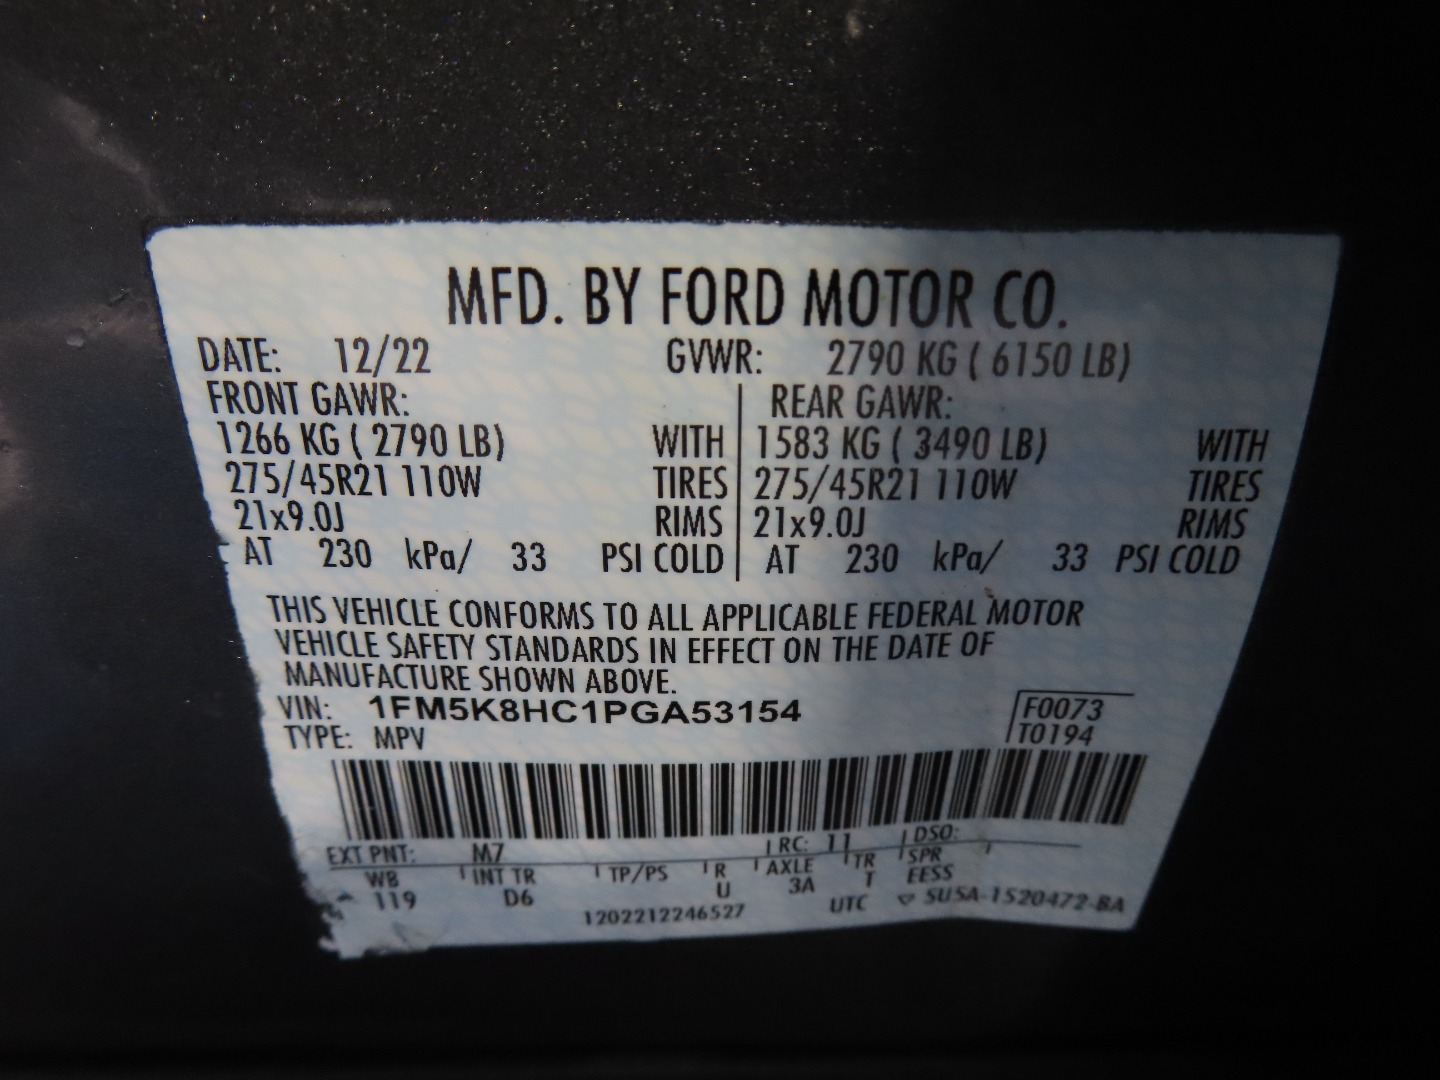 MFD. BY FORD MOTOR CO.
DATE: 12/22 GVWR: 2790 KG ( 6150 LB)
FRONT GAWR: REAR GAWR:
1266 KG ( 2790 LB) WITH 1583 KG ( 3490 LB) WITH
275/45R21 110W TIRES 275/45R21 110W TIRES
21x9.0J RIMS 21x9.0J RIMS
AT 230 kPa/ 33 PSI COLD AT 230 kPa/ 33 PSI COLD
THIS VEHICLE CONFORMS TO ALL APPLICABLE FEDERAL MOTOR
VEHICLE SAFETY STANDARDS IN EFFECT ON THE DATE OF
MANUFACTURE SHOWN ABOVE.
VIN: 1FM5K8HC1PGA53154 F0073
TYPE: MPV T0194
EXT PNT: M7 RC: 11 DSO:
WB INT TR TP/PS R AXLE TR SPR
119 D6 U 3A T EESS
1202212246527 UTC ▽ SU5A-1520472-BA